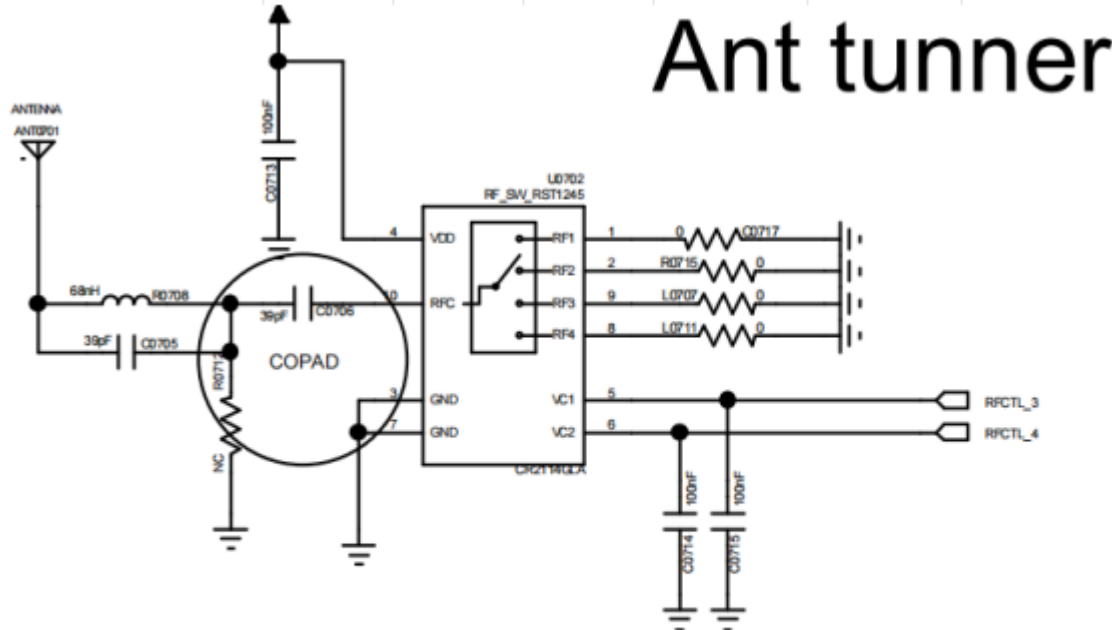 Ant tunner
ANTENNA
ANT0701
100nF
C0713
U0702
RF_SW_RST1245
4
VDD
RF1
1
0
C0717
RF2
2
R0715
0
68nH
R0708
39pF
C0706
10
RFC
RF3
9
L0707
0
RF4
8
L0711
0
39pF
C0705
COPAD
R0712
NC
3
GND
7
GND
VC1
5
RFCTL_3
VC2
6
RFCTL_4
CR2114GLA
100nF
C0714
100nF
C0715